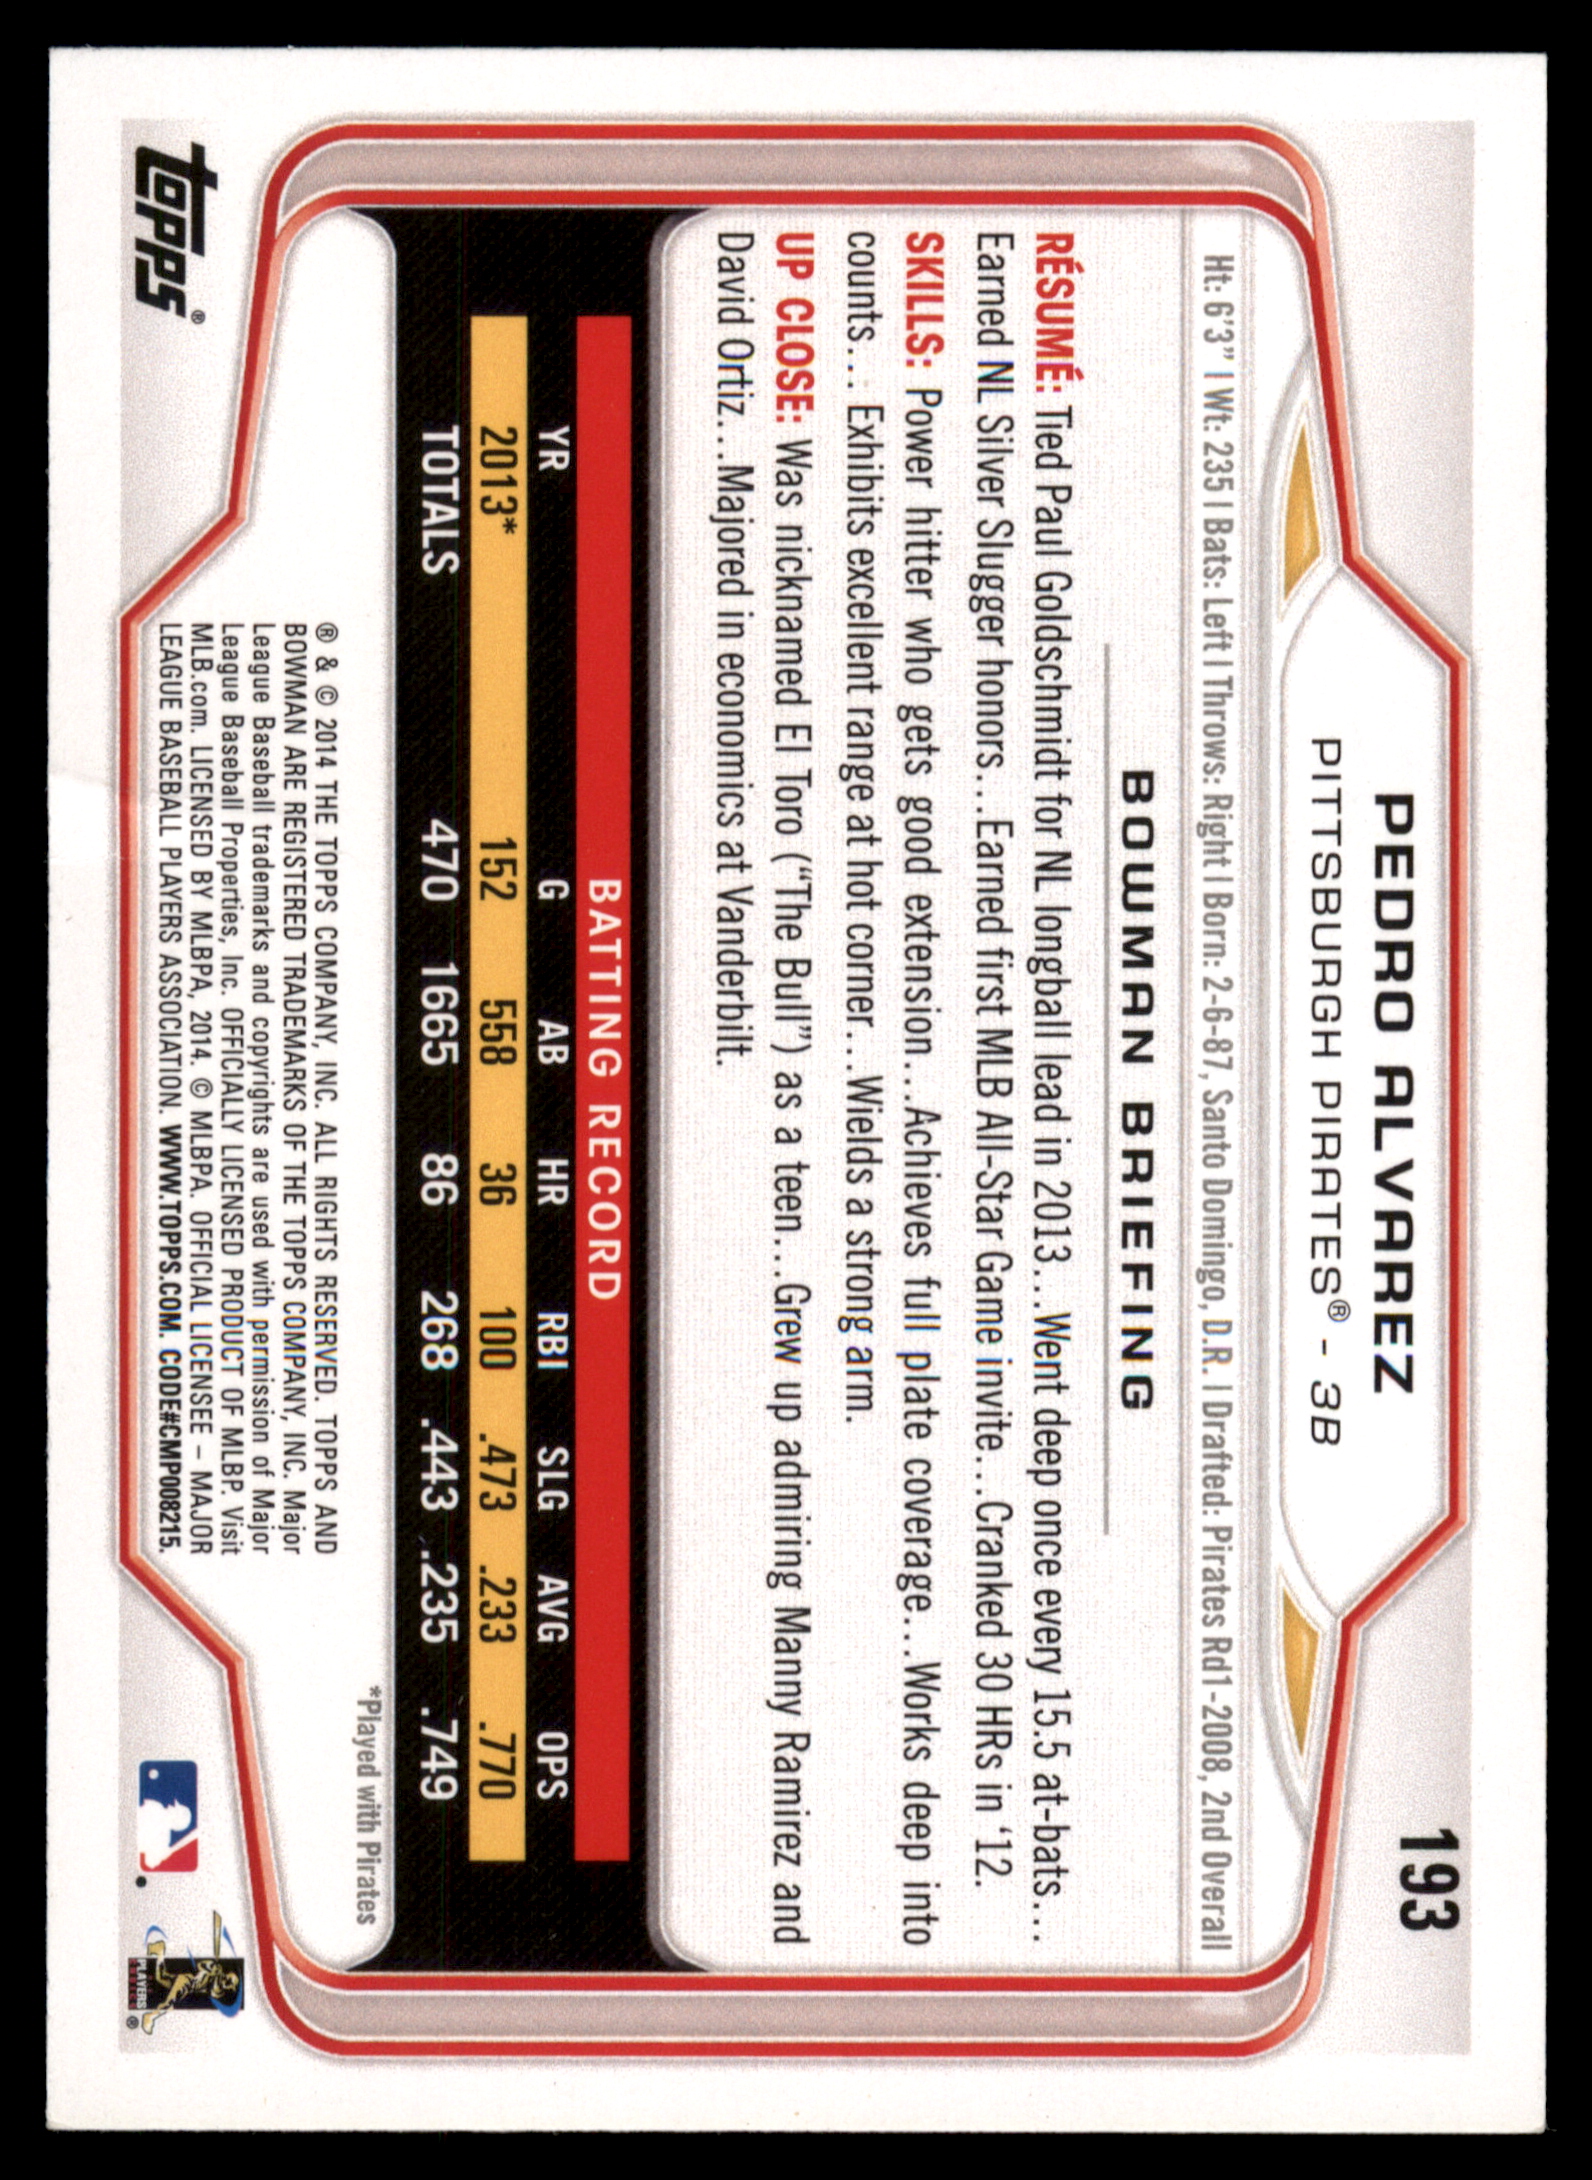 193
PEDRO ALVAREZ
PITTSBURGH PIRATES® - 3B
Ht: 6'3" | Wt: 235 | Bats: Left | Throws: Right | Born: 2-6-87, Santo Domingo, D.R. | Drafted: Pirates Rd1-2008, 2nd Overall
BOWMAN BRIEFING
RÉSUMÉ: Tied Paul Goldschmidt for NL longball lead in 2013...Went deep once every 15.5 at-bats...
Earned NL Silver Slugger honors...Earned first MLB All-Star Game invite...Cranked 30 HRs in ‘12.
SKILLS: Power hitter who gets good extension...Achieves full plate coverage...Works deep into
counts... Exhibits excellent range at hot corner...Wields a strong arm.
UP CLOSE: Was nicknamed El Toro (“The Bull”) as a teen...Grew up admiring Manny Ramirez and
David Ortiz...Majored in economics at Vanderbilt.
BATTING RECORD
YR G AB HR RBI SLG AVG OPS
2013* 152 558 36 100 .473 .233 .770
TOTALS 470 1665 86 268 .443 .235 .749
*Played with Pirates
® & © 2014 THE TOPPS COMPANY, INC. ALL RIGHTS RESERVED. TOPPS AND
BOWMAN ARE REGISTERED TRADEMARKS OF THE TOPPS COMPANY, INC. Major
League Baseball trademarks and copyrights are used with permission of Major
League Baseball Properties, Inc. OFFICIALLY LICENSED PRODUCT OF MLBP. Visit
MLB.com. LICENSED BY MLBPA, 2014. © MLBPA. OFFICIAL LICENSEE – MAJOR
LEAGUE BASEBALL PLAYERS ASSOCIATION. WWW.TOPPS.COM. CODE#CMP008215.
topps®
PLAYERS
®